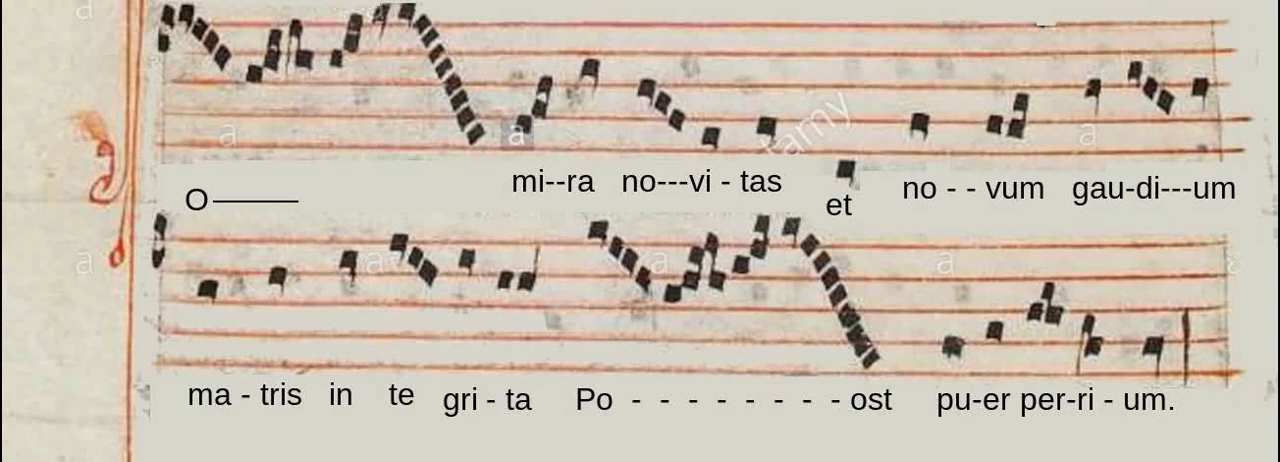 O———
mi--ra no---vi - tas et no - - vum gau-di---um
ma - tris in te gri - ta Po - - - - - - - - ost pu-er per-ri - um.